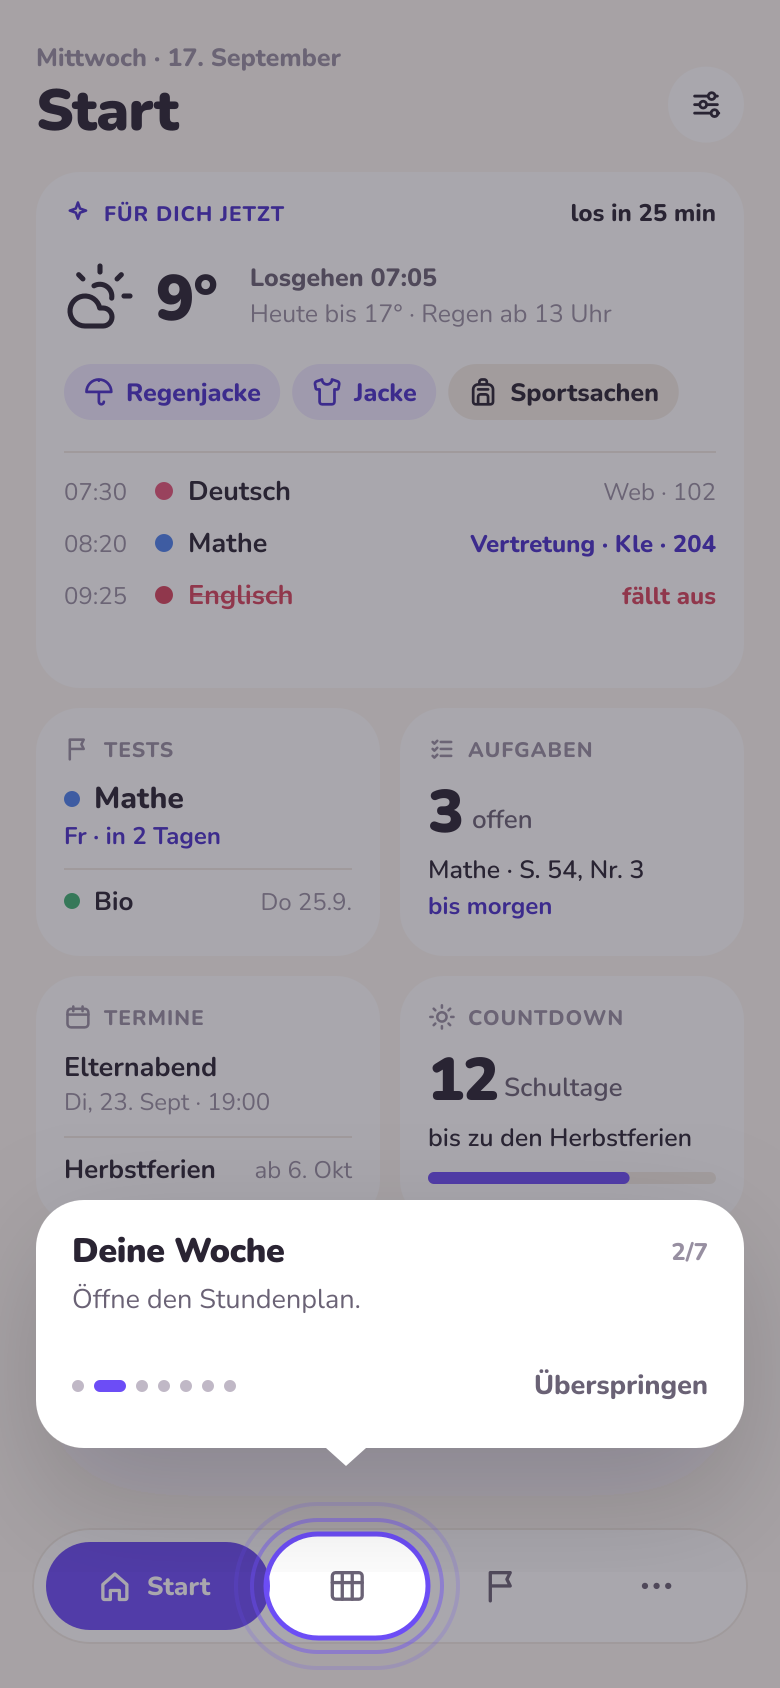 Mittwoch · 17. September
Start
FÜR DICH JETZT
los in 25 min
9°
Losgehen 07:05
Heute bis 17° · Regen ab 13 Uhr
Regenjacke
Jacke
Sportsachen
07:30 Deutsch Web · 102
08:20 Mathe Vertretung · Kle · 204
09:25 Englisch fällt aus
TESTS
Mathe
Fr · in 2 Tagen
Bio Do 25.9.
AUFGABEN
3 offen
Mathe · S. 54, Nr. 3
bis morgen
TERMINE
Elternabend
Di, 23. Sept · 19:00
Herbstferien ab 6. Okt
COUNTDOWN
12 Schultage
bis zu den Herbstferien
Deine Woche 2/7
Öffne den Stundenplan.
Überspringen
Start